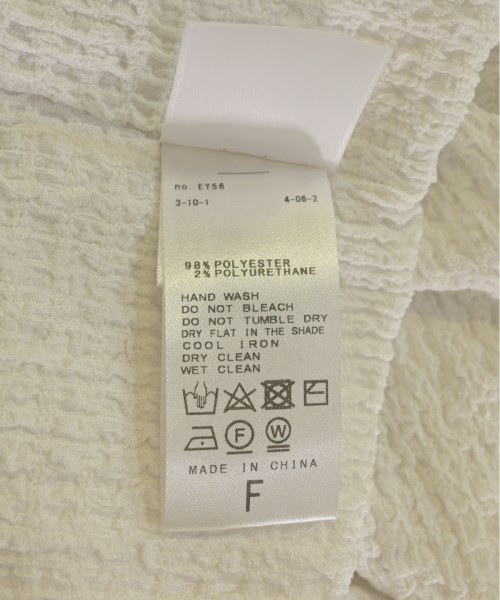 no. EY56
3-10-1 4-06-2
98% POLYESTER
2% POLYURETHANE
HAND WASH
DO NOT BLEACH
DO NOT TUMBLE DRY
DRY FLAT IN THE SHADE
COOL IRON
DRY CLEAN
WET CLEAN
F W
MADE IN CHINA
F